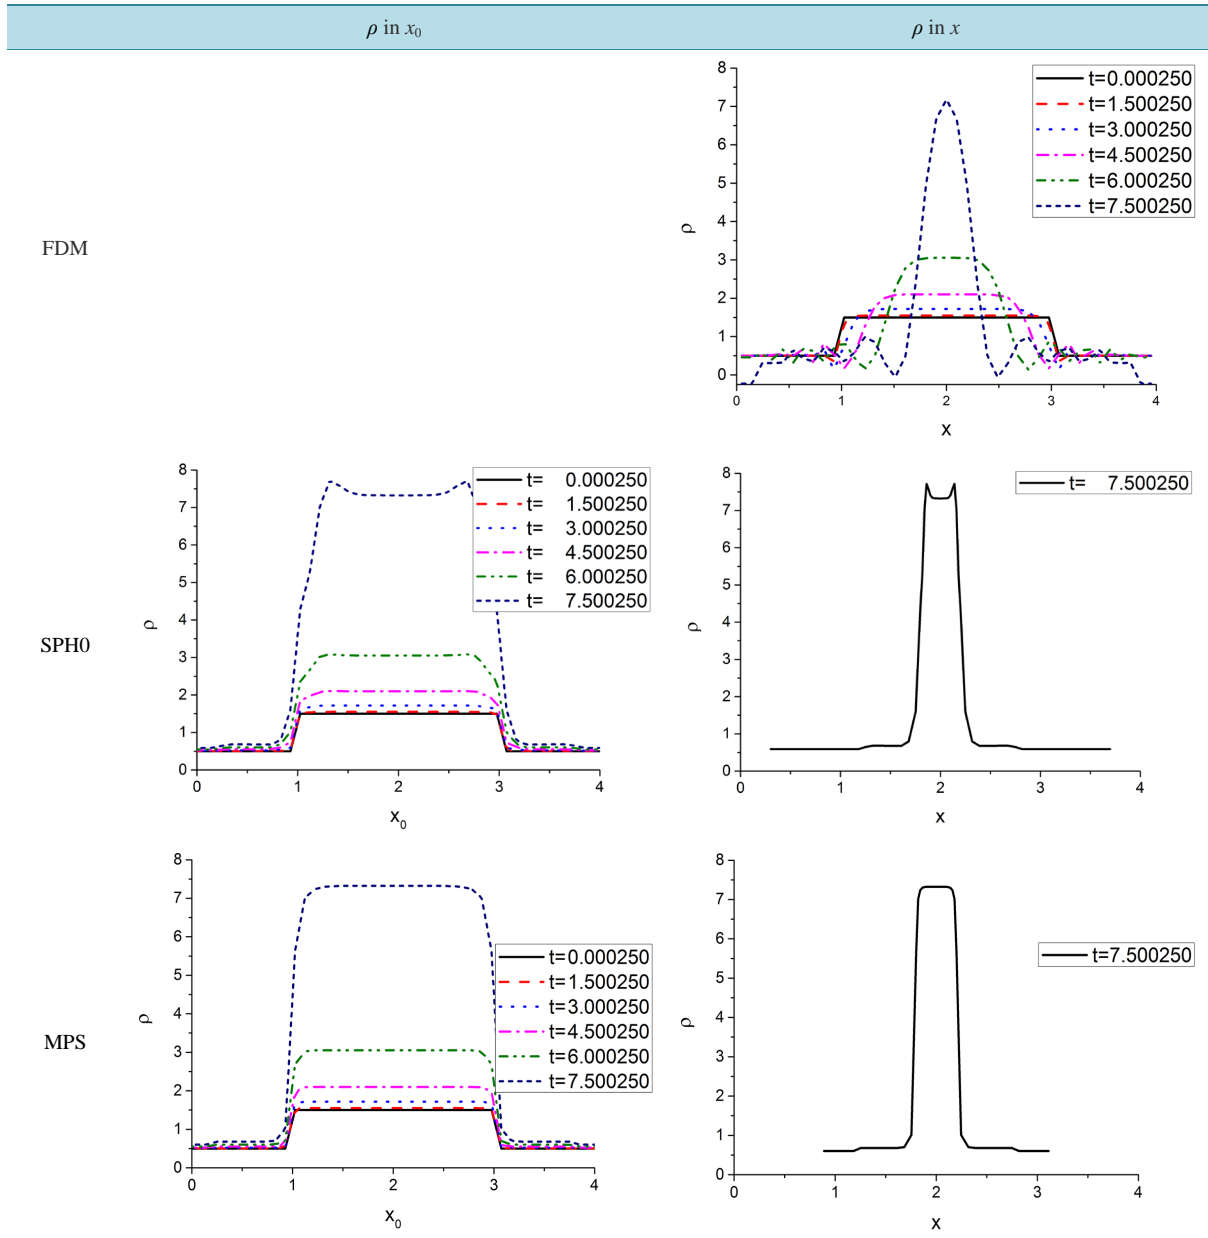 ρ in x₀ ρ in x
FDM
8
7
6
5
4
3
2
1
0
ρ
0 1 2 3 4
x
t=0.000250
t=1.500250
t=3.000250
t=4.500250
t=6.000250
t=7.500250
SPH0
8
7
6
5
4
3
2
1
0
ρ
0 1 2 3 4
x₀
t= 0.000250
t= 1.500250
t= 3.000250
t= 4.500250
t= 6.000250
t= 7.500250
8
7
6
5
4
3
2
1
0
ρ
0 1 2 3 4
x
t= 7.500250
MPS
8
7
6
5
4
3
2
1
0
ρ
0 1 2 3 4
x₀
t=0.000250
t=1.500250
t=3.000250
t=4.500250
t=6.000250
t=7.500250
8
7
6
5
4
3
2
1
0
ρ
0 1 2 3 4
x
t=7.500250